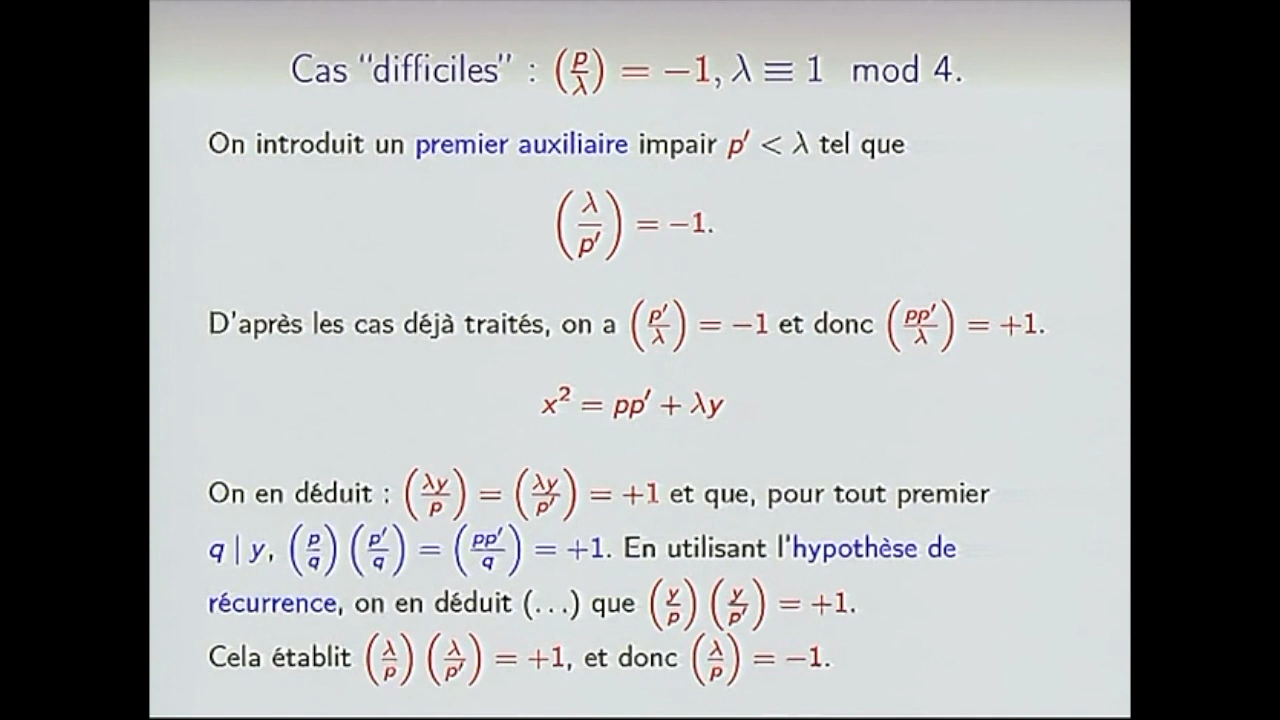 Cas "difficiles" : (p/λ) = −1, λ ≡ 1 mod 4.
On introduit un premier auxiliaire impair p′ < λ tel que
(λ/p′) = −1.
D'après les cas déjà traités, on a (p′/λ) = −1 et donc (pp′/λ) = +1.
x² = pp′ + λy
On en déduit : (λy/p) = (λy/p′) = +1 et que, pour tout premier
q | y, (p/q) (p′/q) = (pp′/q) = +1. En utilisant l'hypothèse de
récurrence, on en déduit (...) que (y/p) (y/p′) = +1.
Cela établit (λ/p) (λ/p′) = +1, et donc (λ/p) = −1.